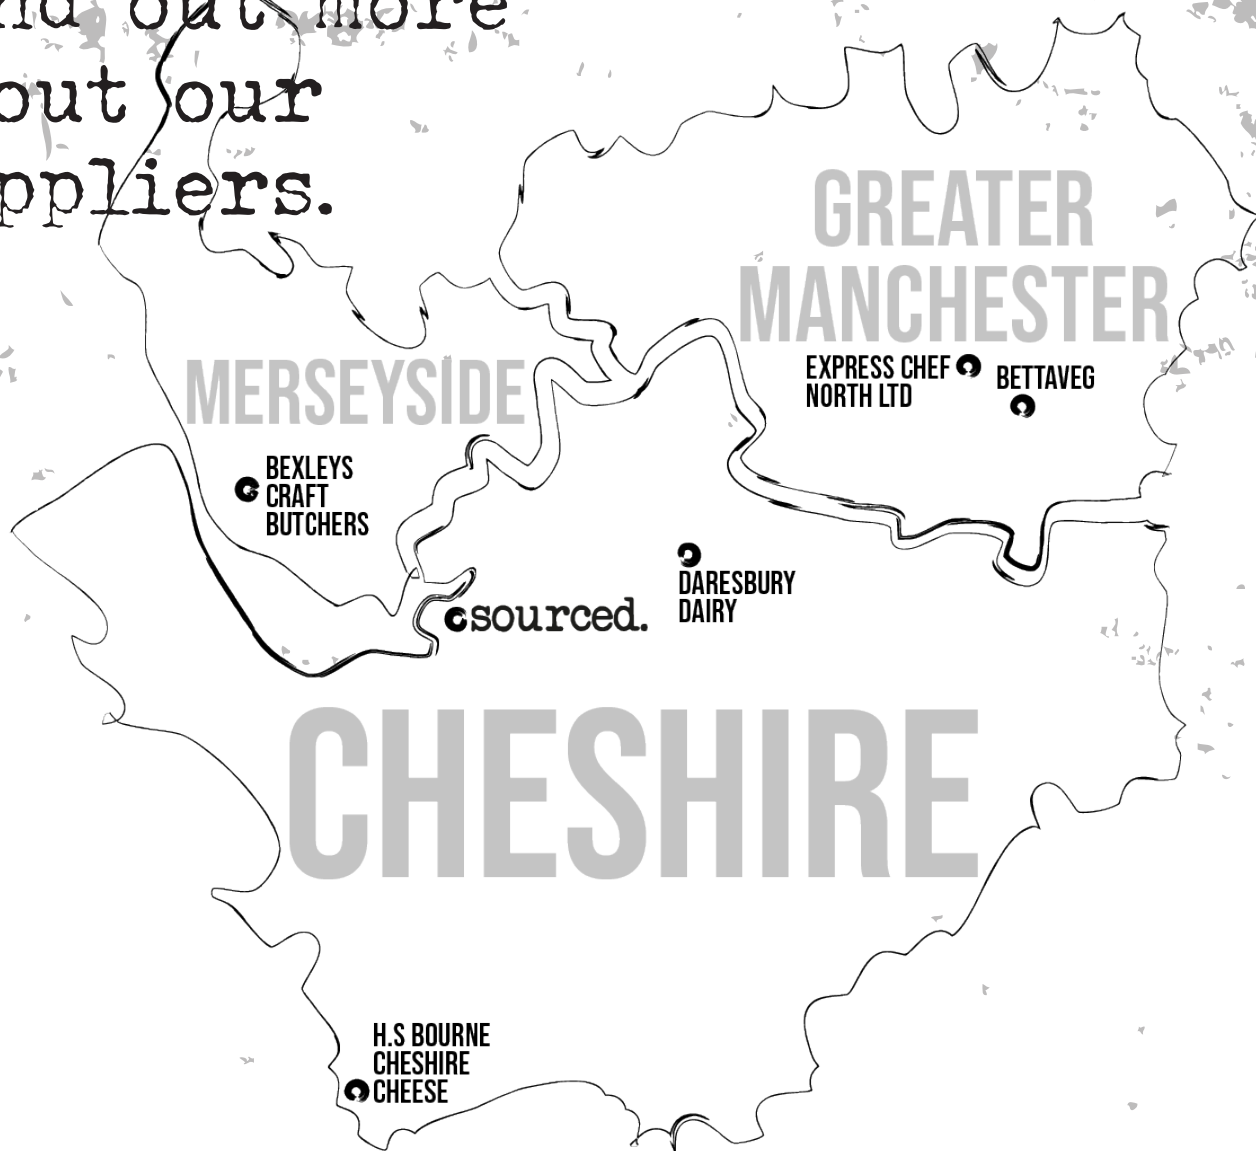 out more
out our
ppliers.
GREATER
MANCHESTER
EXPRESS CHEF
NORTH LTD
BETTAVEG
MERSEYSIDE
BEXLEYS
CRAFT
BUTCHERS
DARESBURY
DAIRY
sourced.
CHESHIRE
H.S BOURNE
CHESHIRE
CHEESE